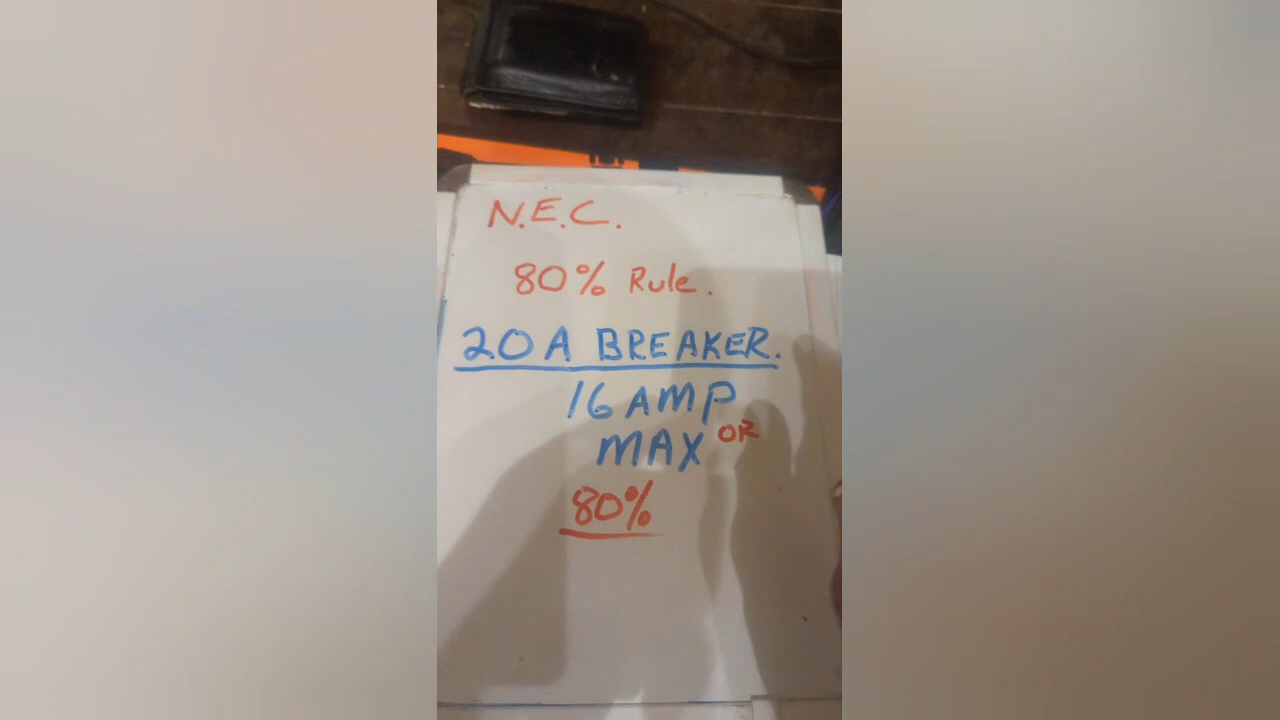 N.E.C.
80% Rule.
20A BREAKER.
16 AMP
MAX OR
80%